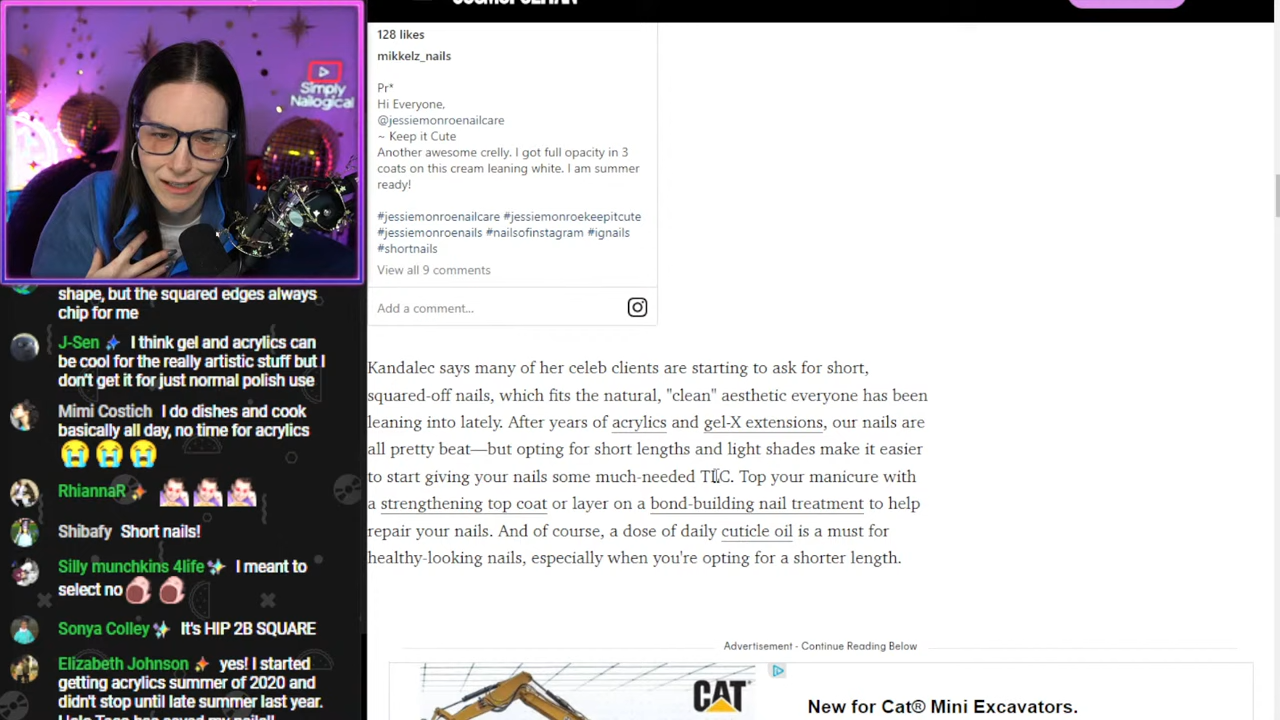 Simply
Nailogical
shape, but the squared edges always
chip for me
J-Sen I think gel and acrylics can
be cool for the really artistic stuff but I
don't get it for just normal polish use
Mimi Costich I do dishes and cook
basically all day, no time for acrylics
RhiannaR
Shibafy Short nails!
Silly munchkins 4life I meant to
select no
Sonya Colley It's HIP 2B SQUARE
Elizabeth Johnson yes! I started
getting acrylics summer of 2020 and
didn't stop until late summer last year.
128 likes
mikkelz_nails
Pr*
Hi Everyone,
@jessiemonroenailcare
~ Keep it Cute
Another awesome crelly. I got full opacity in 3
coats on this cream leaning white. I am summer
ready!
#jessiemonroenailcare #jessiemonroekeepitcute
#jessiemonroenails #nailsofinstagram #ignails
#shortnails
View all 9 comments
Add a comment...
Kandalec says many of her celeb clients are starting to ask for short,
squared-off nails, which fits the natural, "clean" aesthetic everyone has been
leaning into lately. After years of acrylics and gel-X extensions, our nails are
all pretty beat—but opting for short lengths and light shades make it easier
to start giving your nails some much-needed TLC. Top your manicure with
a strengthening top coat or layer on a bond-building nail treatment to help
repair your nails. And of course, a dose of daily cuticle oil is a must for
healthy-looking nails, especially when you're opting for a shorter length.
Advertisement - Continue Reading Below
CAT
New for Cat® Mini Excavators.